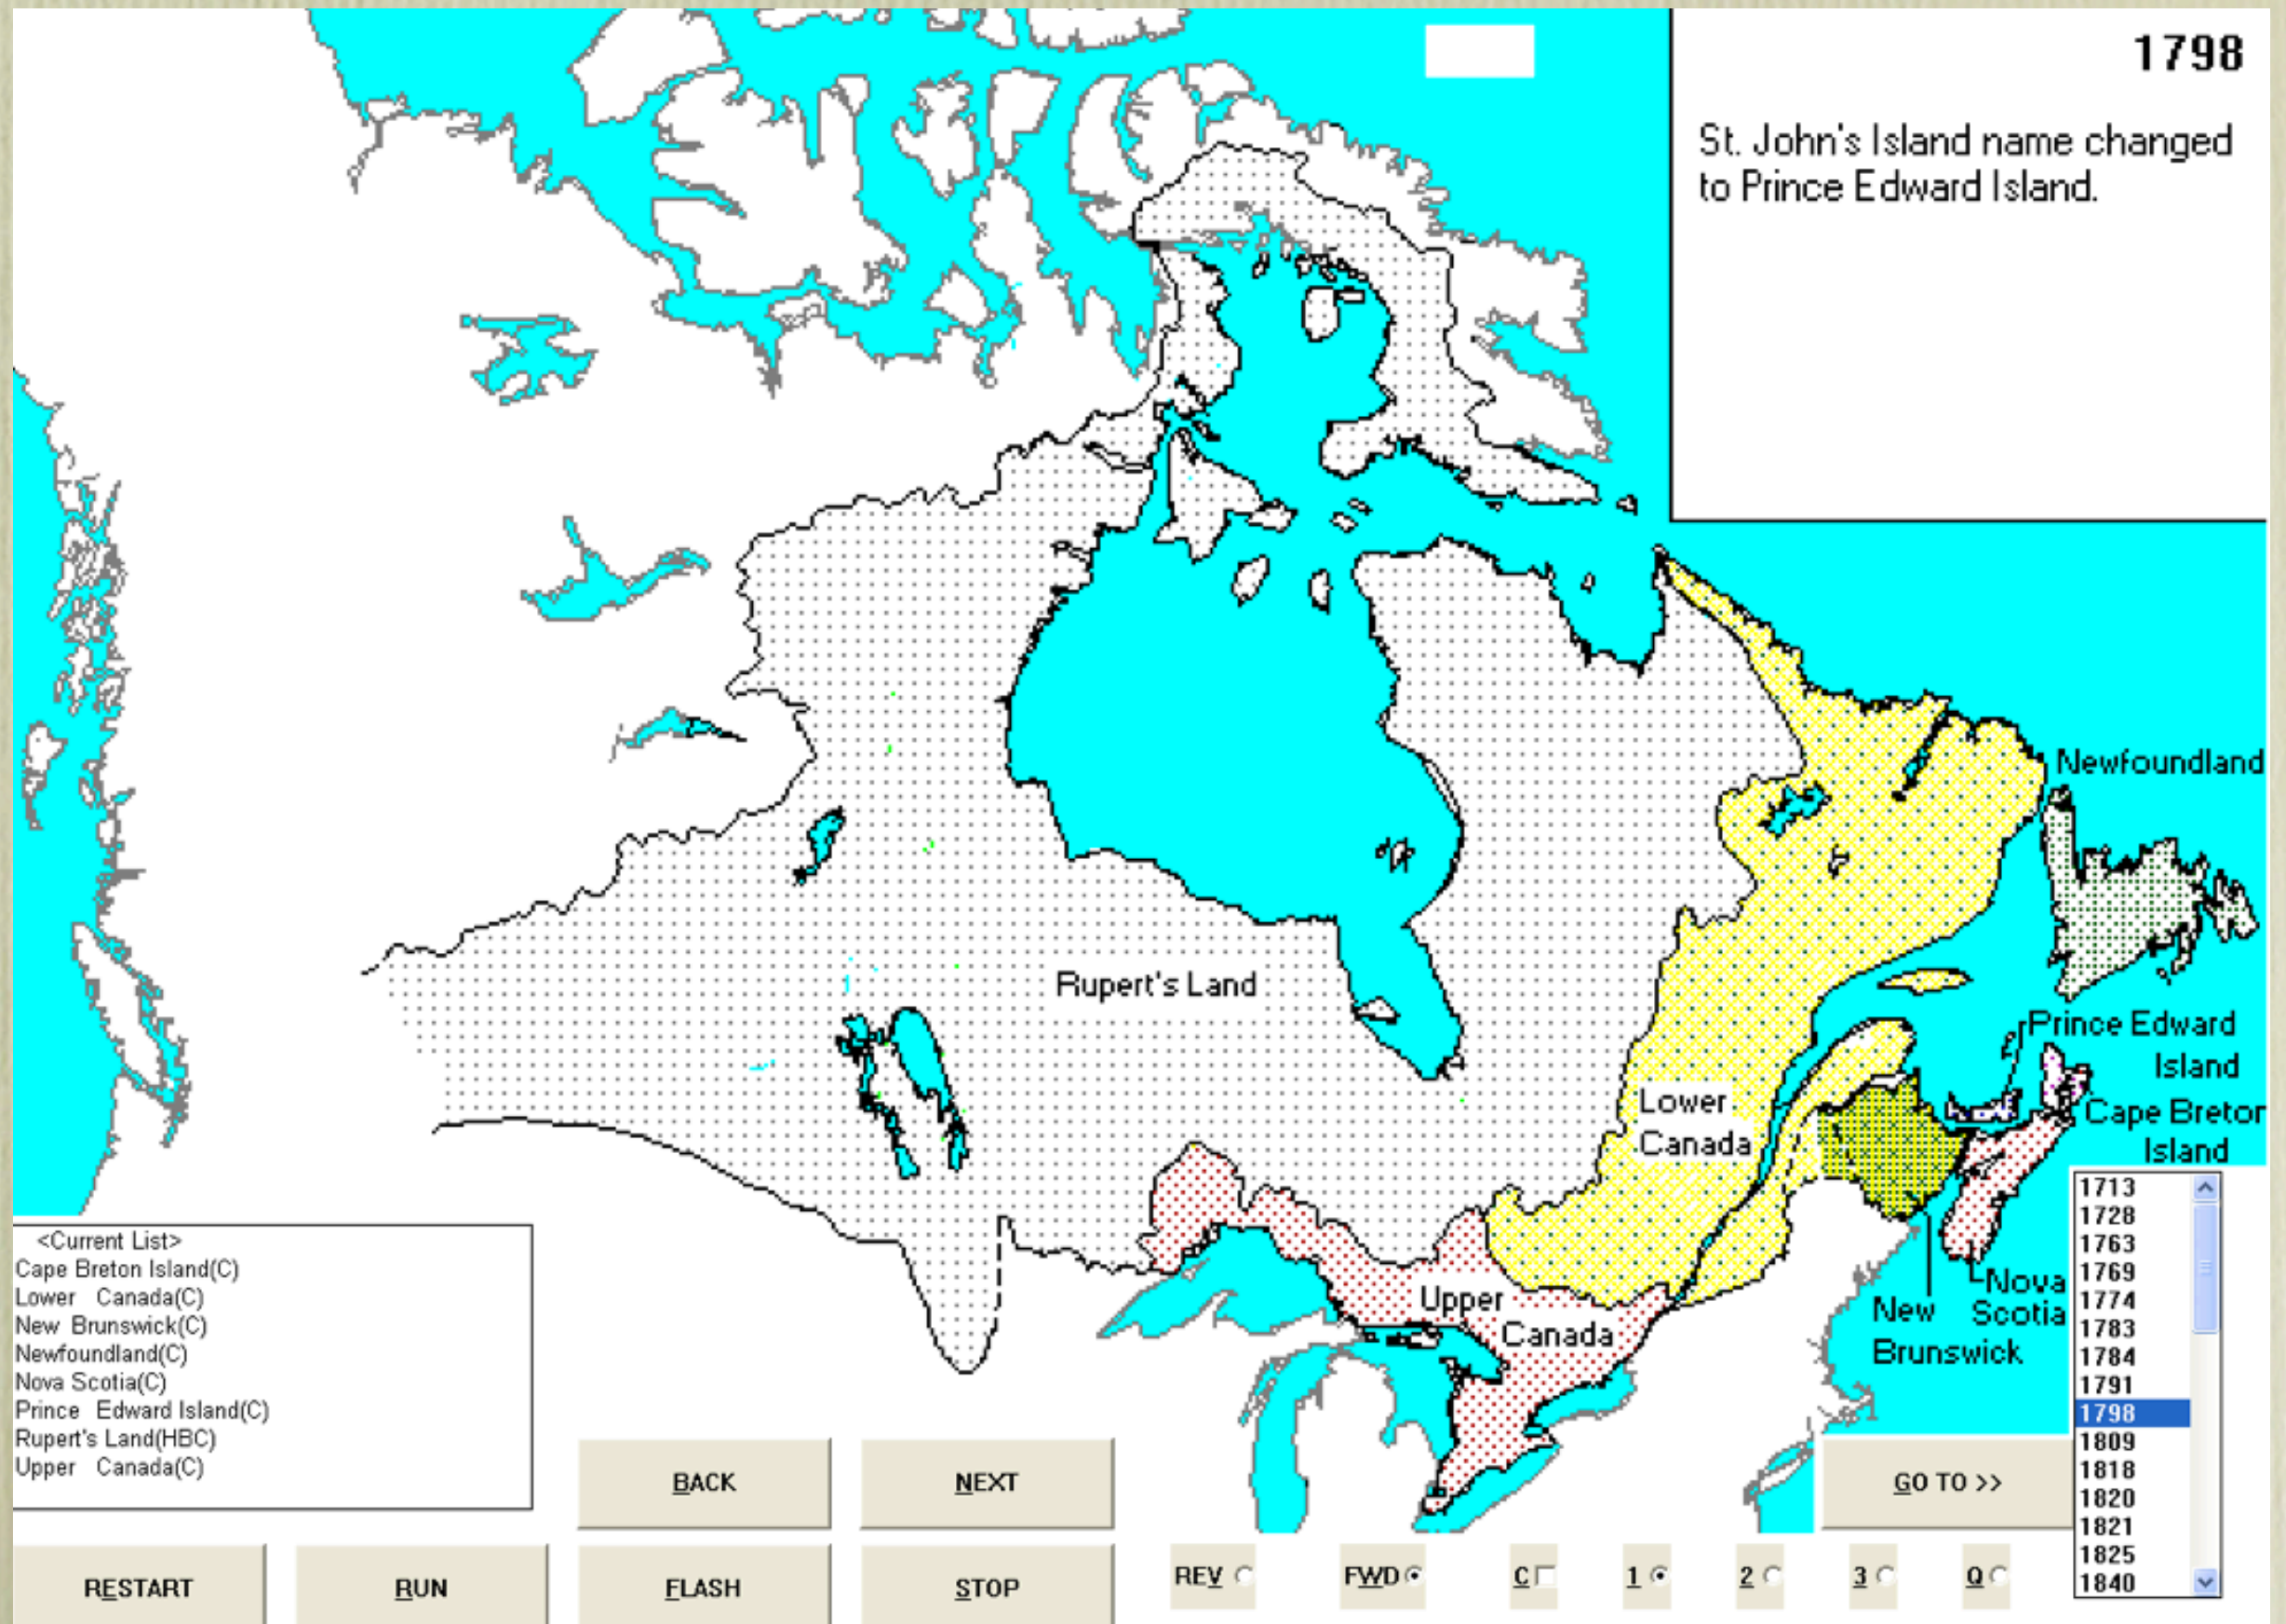 1798
St. John's Island name changed
to Prince Edward Island.
Newfoundland
Rupert's Land
Prince Edward
Island
Lower
Canada
Cape Breton
Island
Upper
Canada
Nova
Scotia
New
Brunswick
<Current List>
Cape Breton Island(C)
Lower Canada(C)
New Brunswick(C)
Newfoundland(C)
Nova Scotia(C)
Prince Edward Island(C)
Rupert's Land(HBC)
Upper Canada(C)
1713
1728
1763
1769
1774
1783
1784
1791
1798
1809
1818
1820
1821
1825
1840
BACK
NEXT
GO TO >>
RESTART
RUN
FLASH
STOP
REV
FWD
C
1
2
3
Q